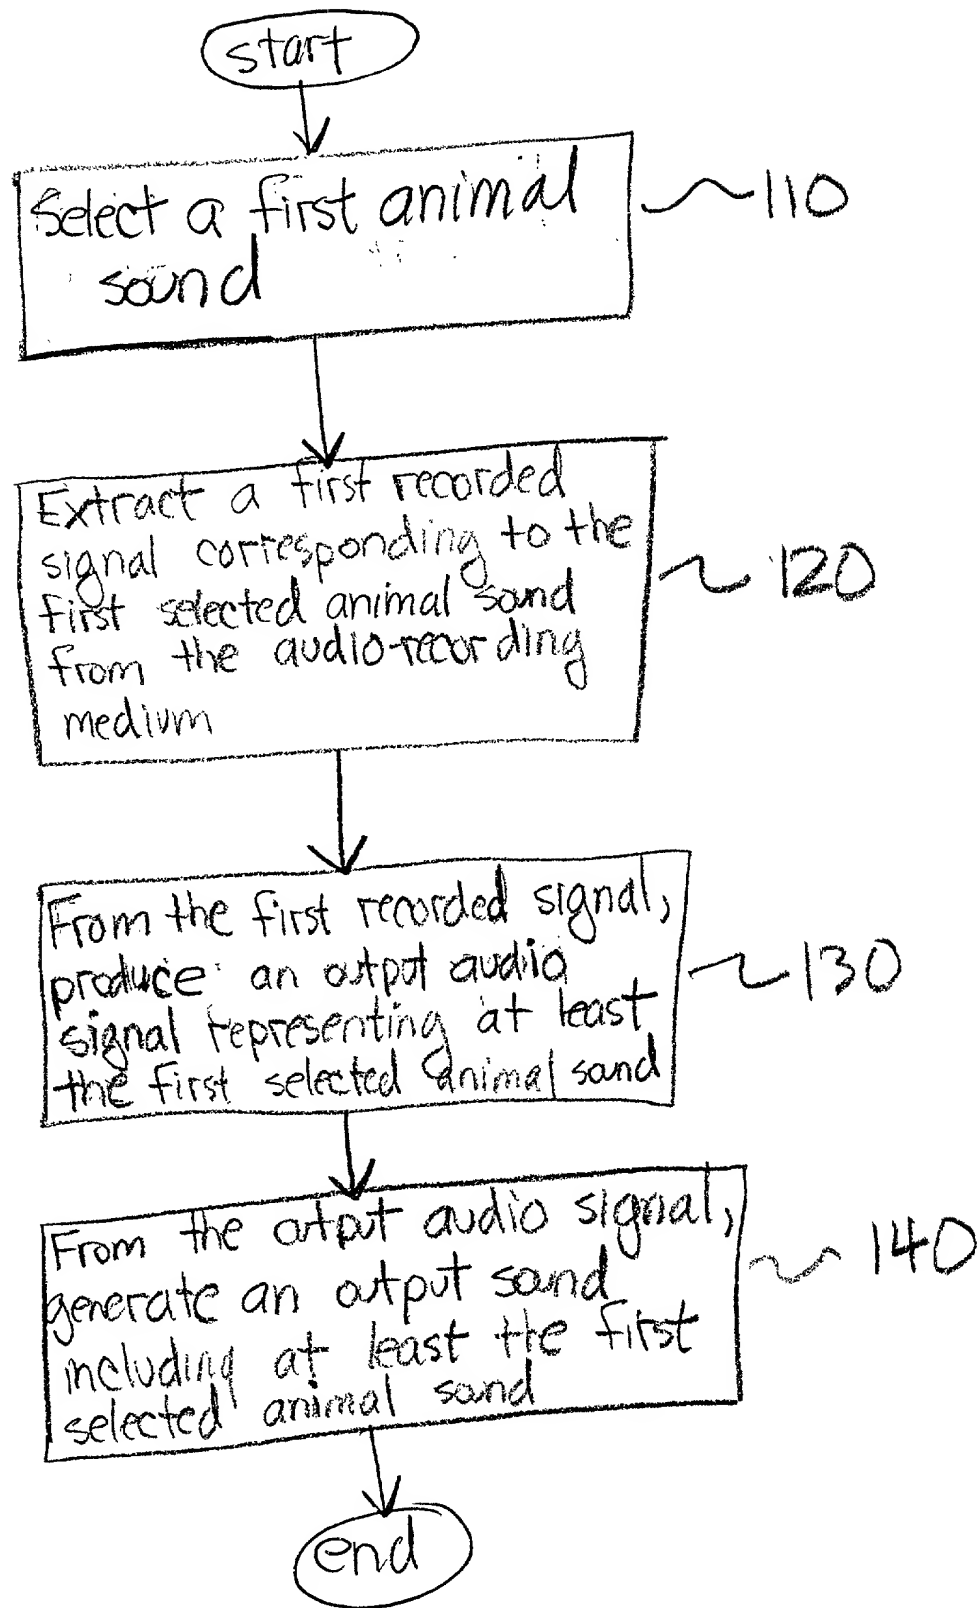 start
Select a first animal
sound
110
Extract a first recorded
signal corresponding to the
first selected animal sound
from the audio-recording
medium
120
From the first recorded signal,
produce an output audio
signal representing at least
the first selected animal sound
130
From the output audio signal,
generate an output sound
including at least the first
selected animal sound
140
end